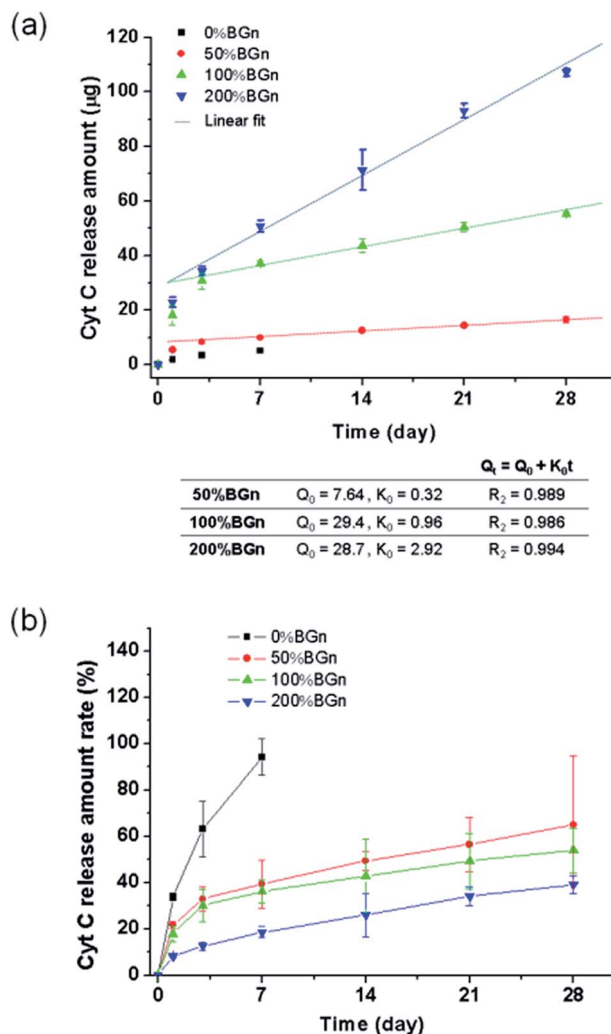 (a)
0%BGn
50%BGn
100%BGn
200%BGn
Linear fit
120
100
80
60
40
20
0
Cyt C release amount (μg)
0 7 14 21 28
Time (day)
Qt = Q0 + K0t
50%BGn Q0 = 7.64 , K0 = 0.32 R2 = 0.989
100%BGn Q0 = 29.4 , K0 = 0.96 R2 = 0.986
200%BGn Q0 = 28.7 , K0 = 2.92 R2 = 0.994
(b)
0%BGn
50%BGn
100%BGn
200%BGn
140
120
100
80
60
40
20
0
Cyt C release amount rate (%)
0 7 14 21 28
Time (day)